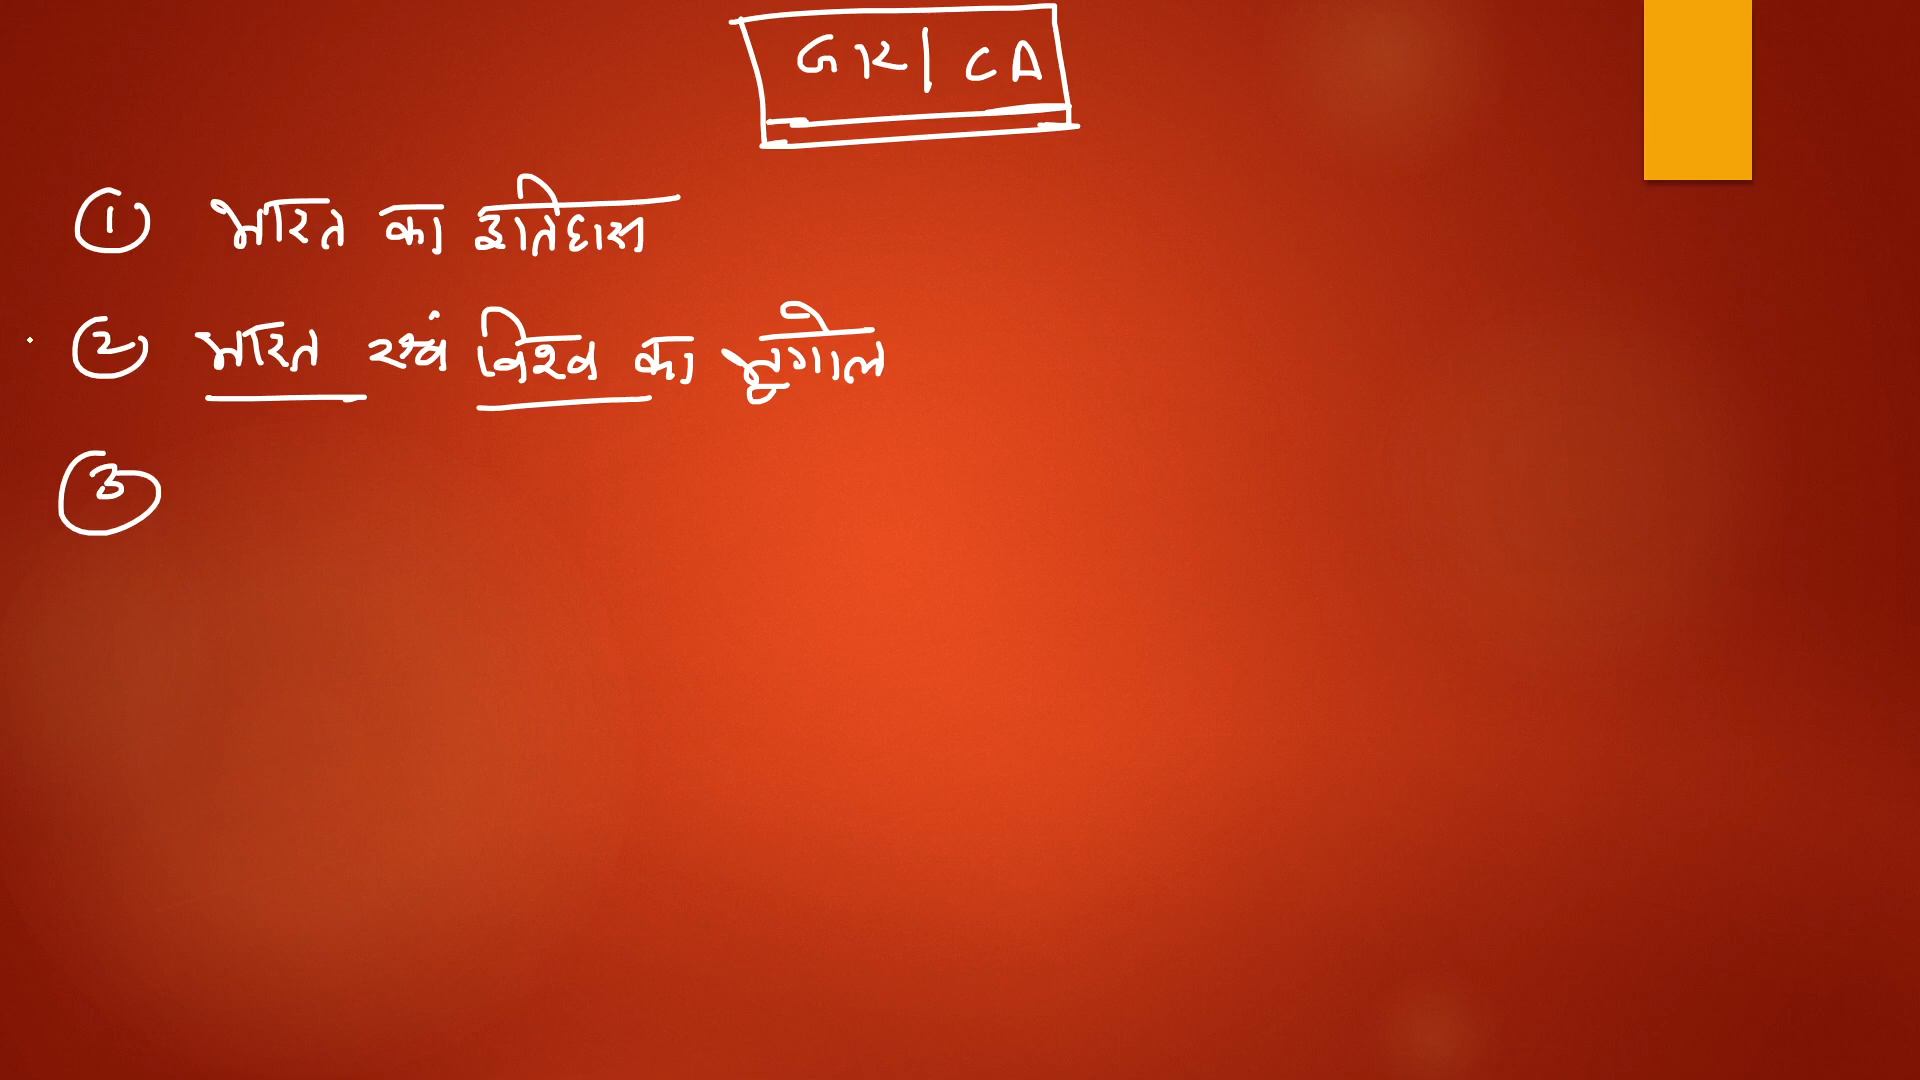 GK | CA
① भारत का इतिहास
② भारत एवं विश्व का भूगोल
③